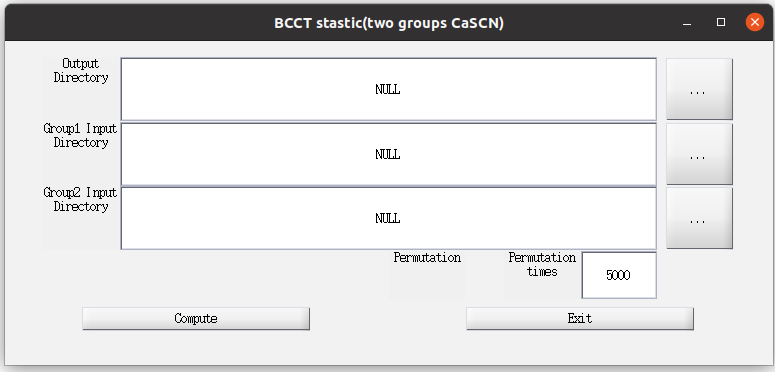 BCCT stastic(two groups CaSCN)
Output
Directory
NULL
...
Group1 Input
Directory
NULL
...
Group2 Input
Directory
NULL
...
Permutation
Permutation
times
5000
Compute
Exit